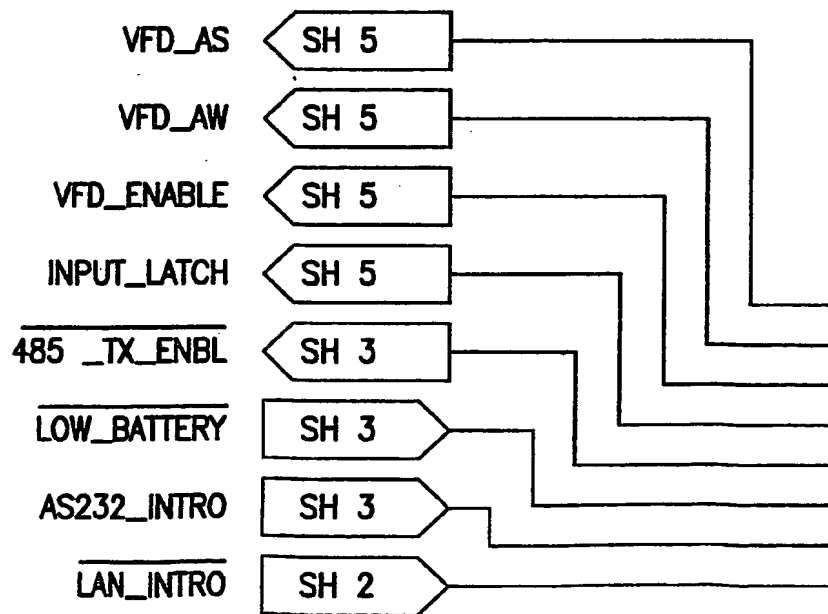 VFD_AS SH 5
VFD_AW SH 5
VFD_ENABLE SH 5
INPUT_LATCH SH 5
485 _TX_ENBL SH 3
LOW_BATTERY SH 3
AS232_INTRO SH 3
LAN_INTRO SH 2